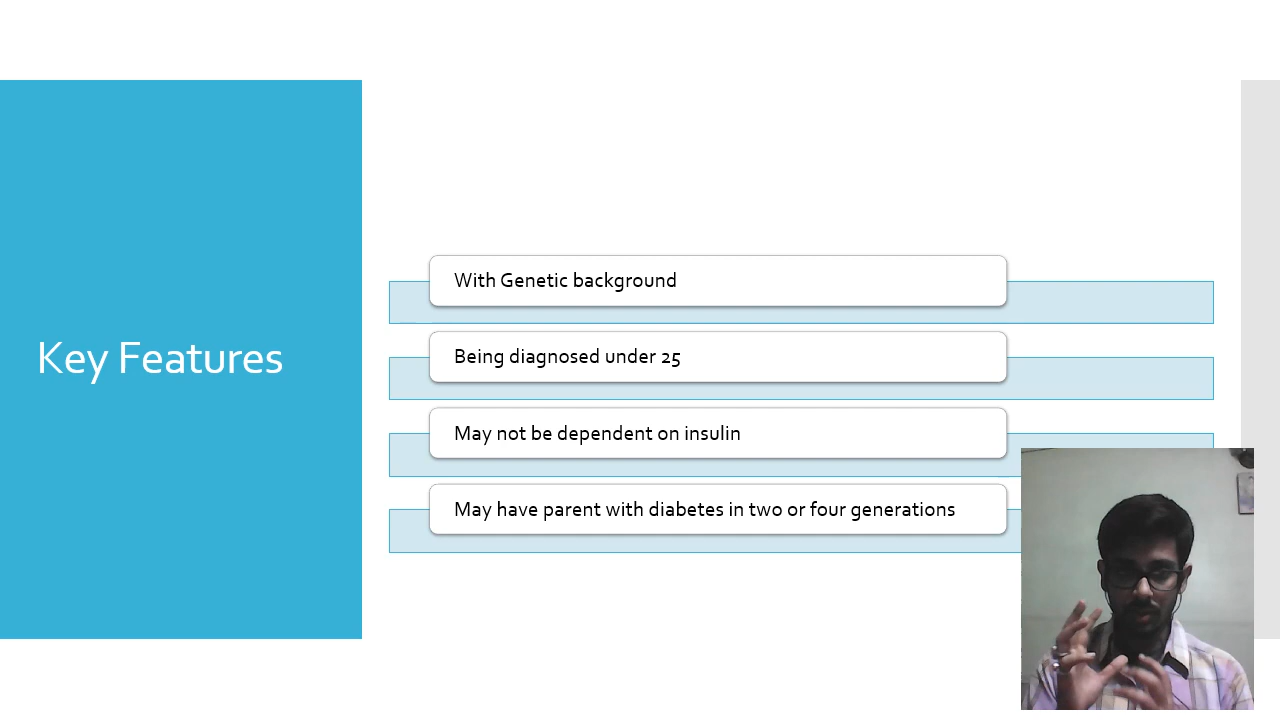 Key Features
With Genetic background
Being diagnosed under 25
May not be dependent on insulin
May have parent with diabetes in two or four generations